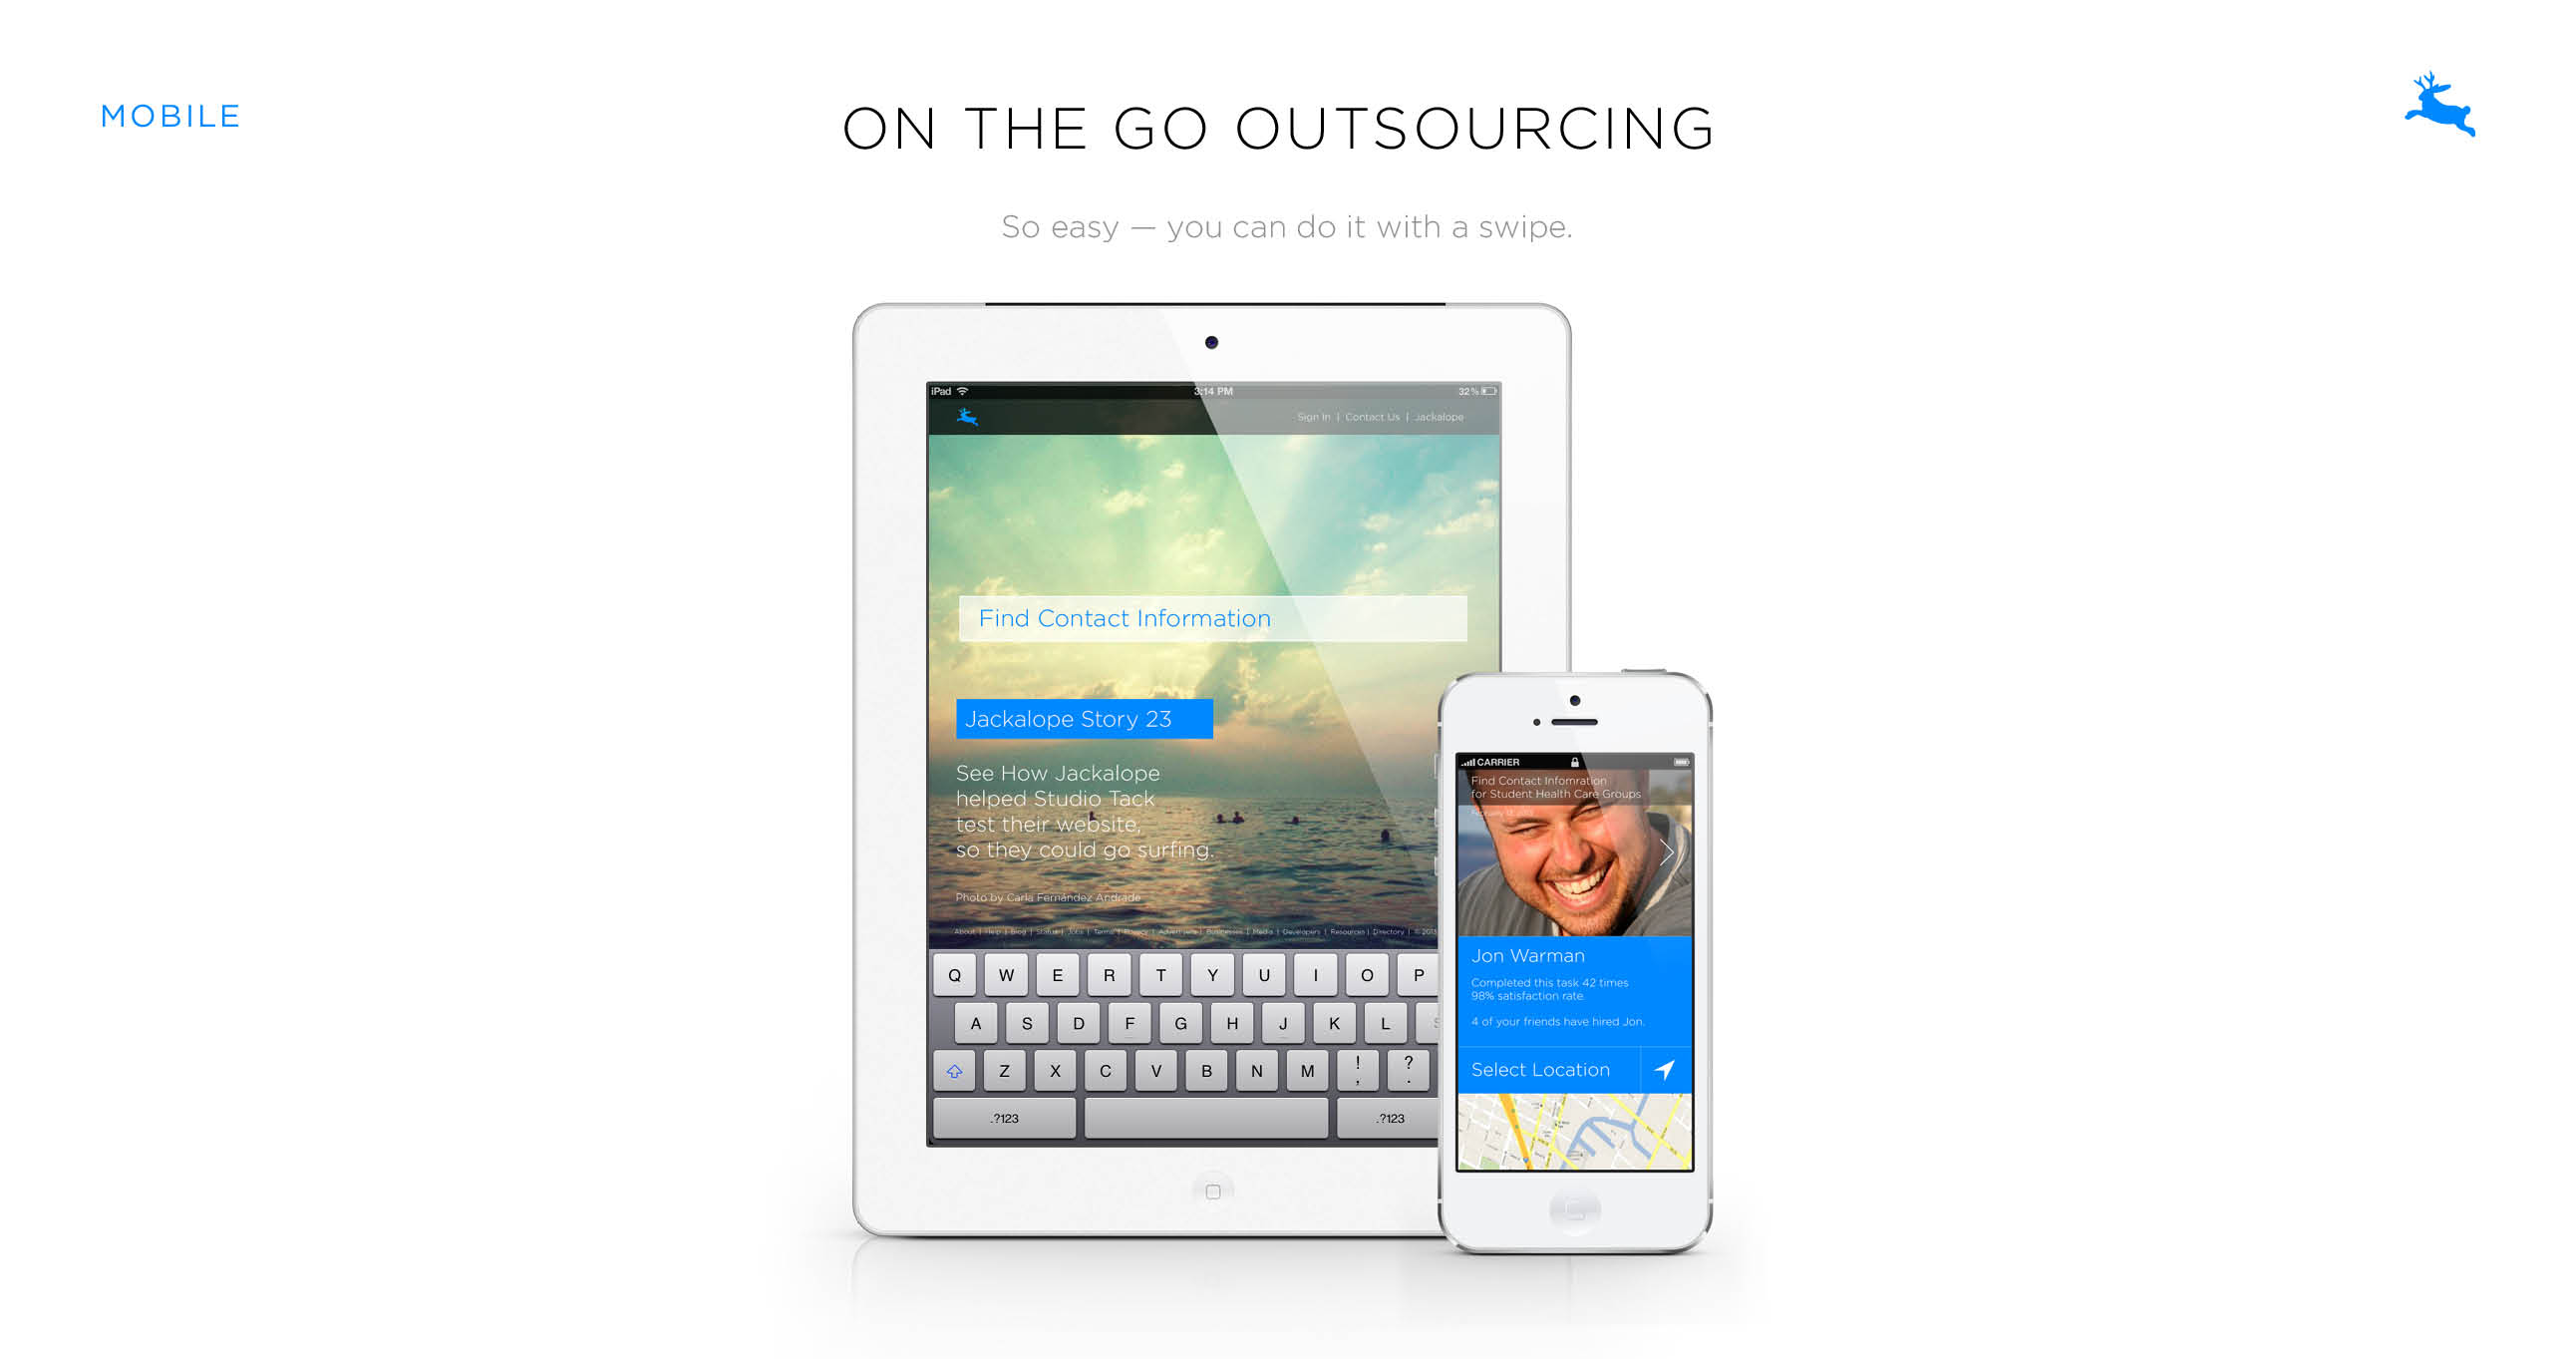 MOBILE
ON THE GO OUTSOURCING
So easy — you can do it with a swipe.
iPad
3:14 PM
32%
Sign In | Contact Us | Jackalope
Find Contact Information
Jackalope Story 23
See How Jackalope
helped Studio Tack
test their website,
so they could go surfing.
Photo by Carla Fernández Andrade
About | Help | Blog | Status | Jobs | Terms | Privacy | Advertisers | Businesses | Media | Developers | Resources | Directory | © 2013
Q W E R T Y U I O P
A S D F G H J K L S
Z X C V B N M ! , ? .
.?123 .?123
CARRIER
Find Contact Infomration
for Student Health Care Groups
Jon Warman
Completed this task 42 times
98% satisfaction rate.
4 of your friends have hired Jon.
Select Location